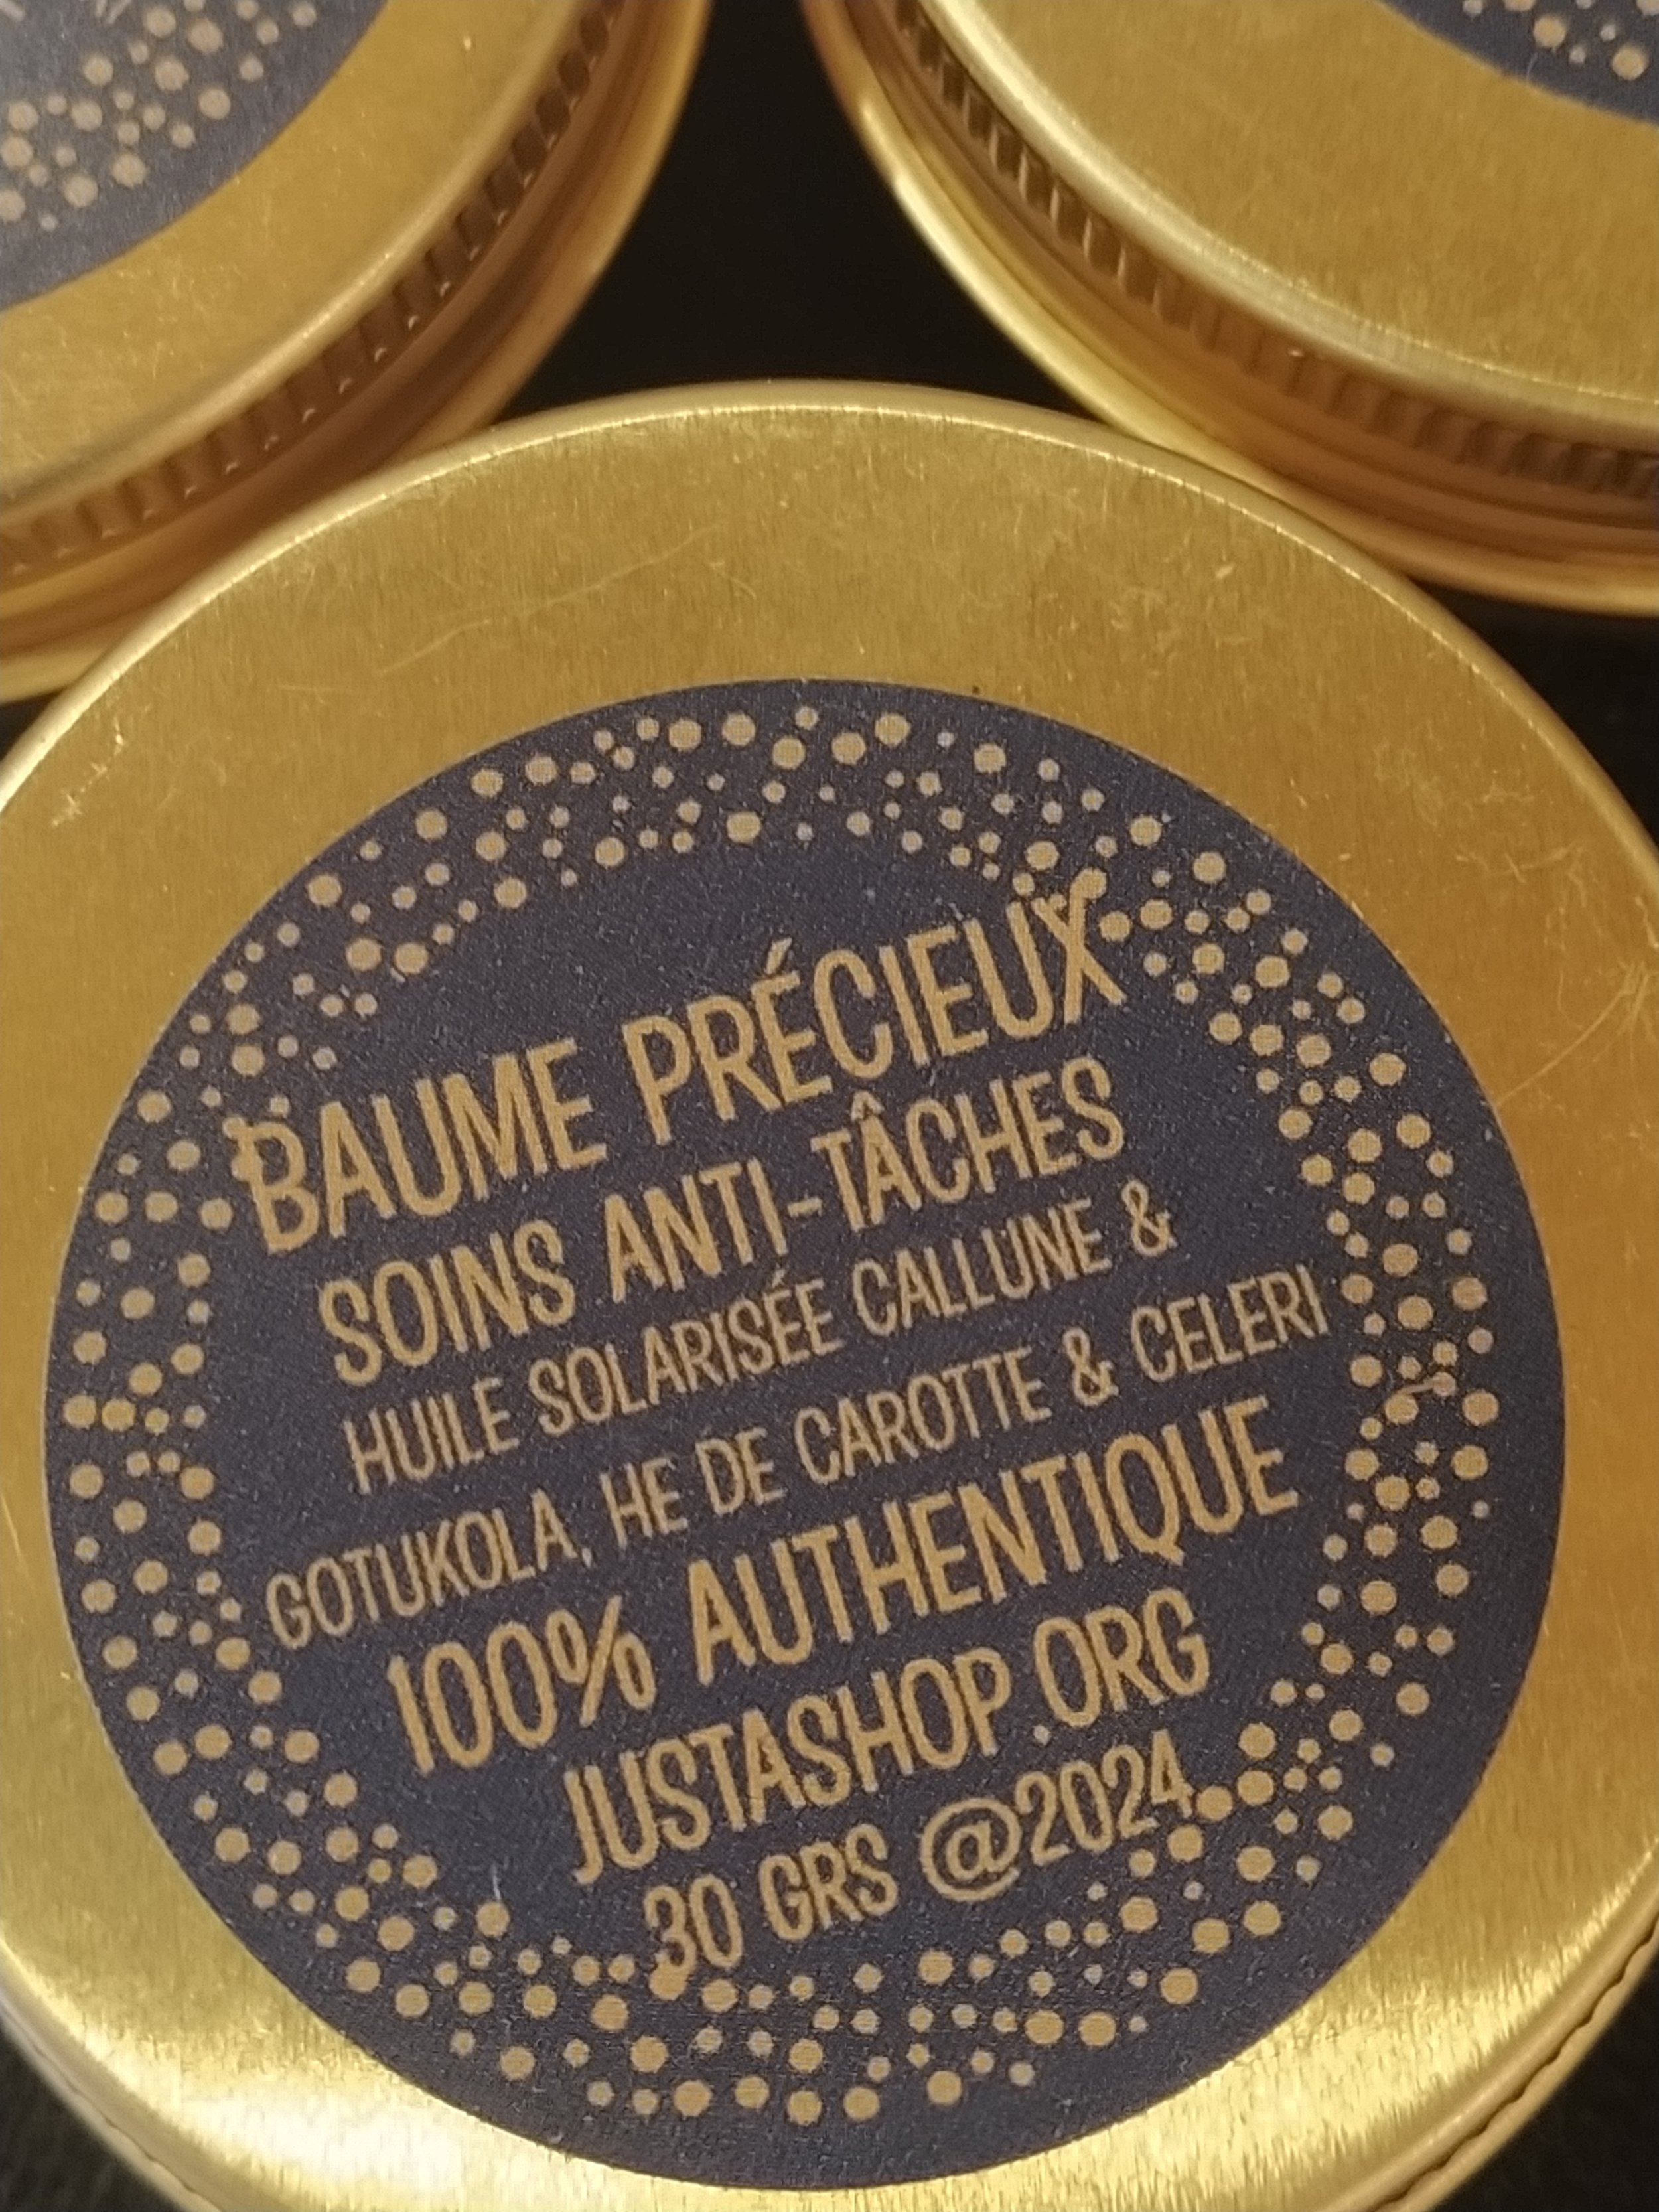 BAUME PRÉCIEUX
SOINS ANTI-TÂCHES
HUILE SOLARISÉE CALLUNE &
GOTUKOLA, HE DE CAROTTE & CELERI
100% AUTHENTIQUE
JUSTASHOP.ORG
30 GRS @2024